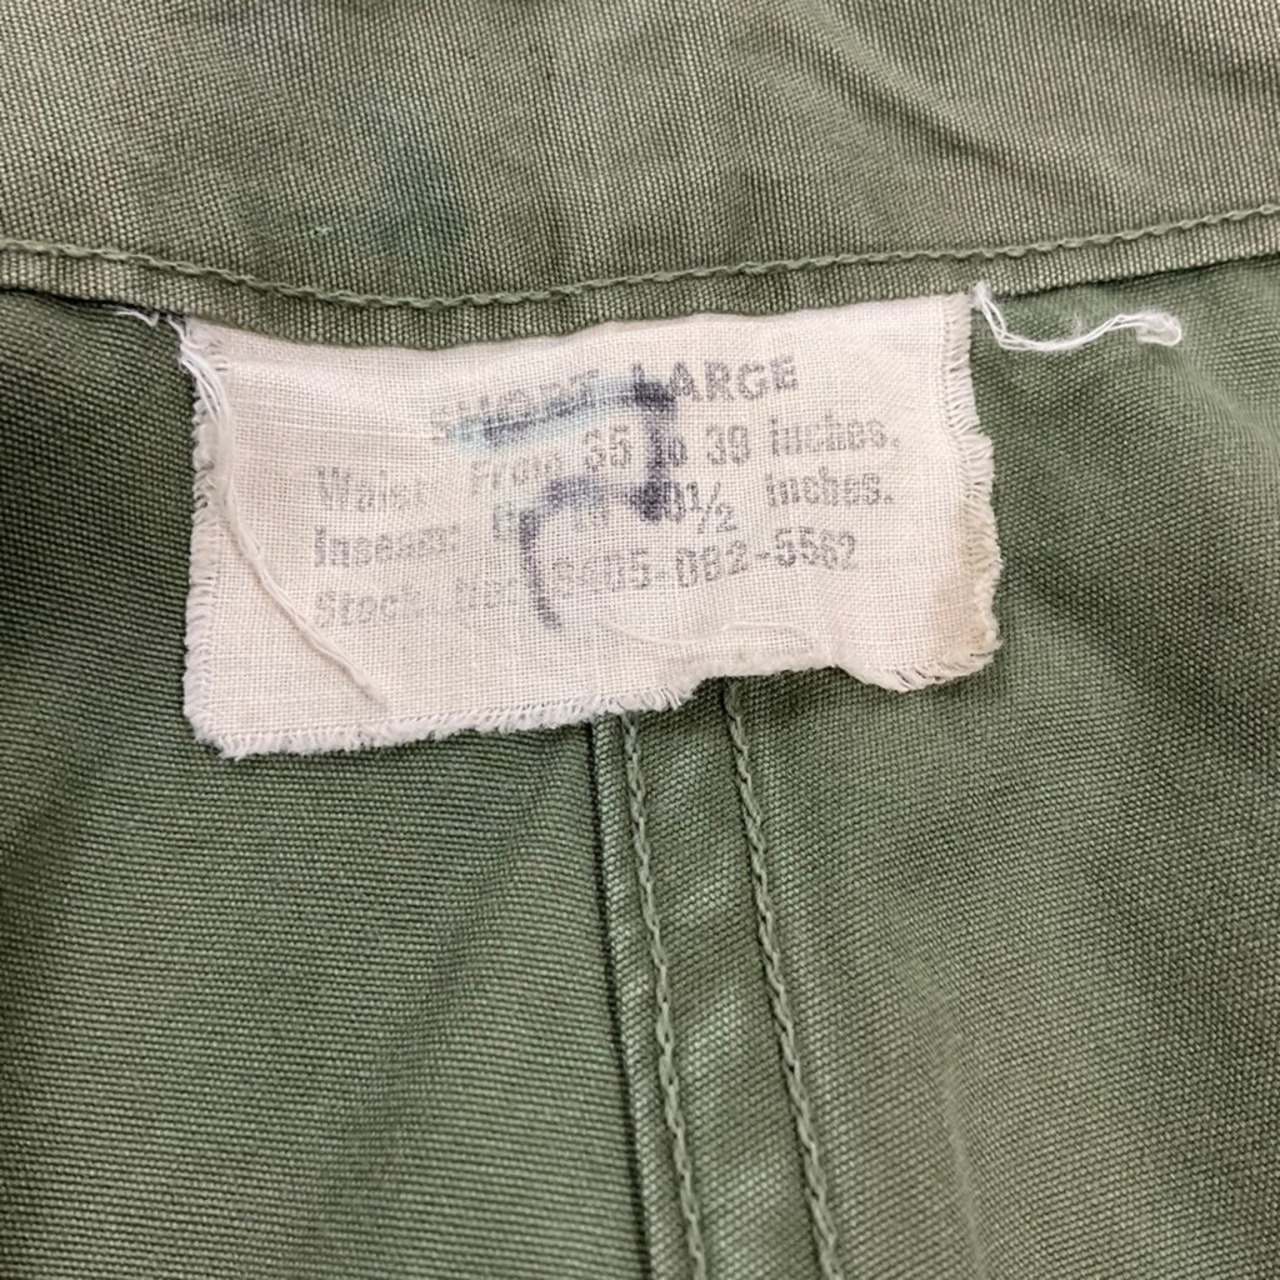 SHORT LARGE
Waist: From 35 to 39 inches.
Inseam: 1/2 inches.
Stock No: 8405-082-5562